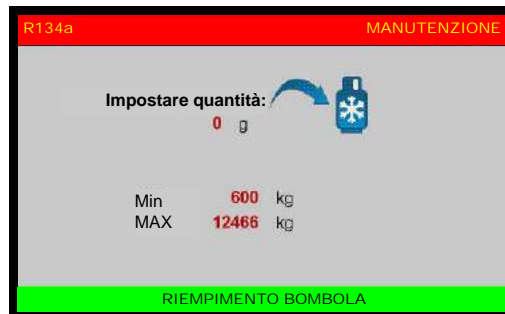 R134a MANUTENZIONE
Impostare quantità:
0 g
Min 600 kg
MAX 12466 kg
RIEMPIMENTO BOMBOLA